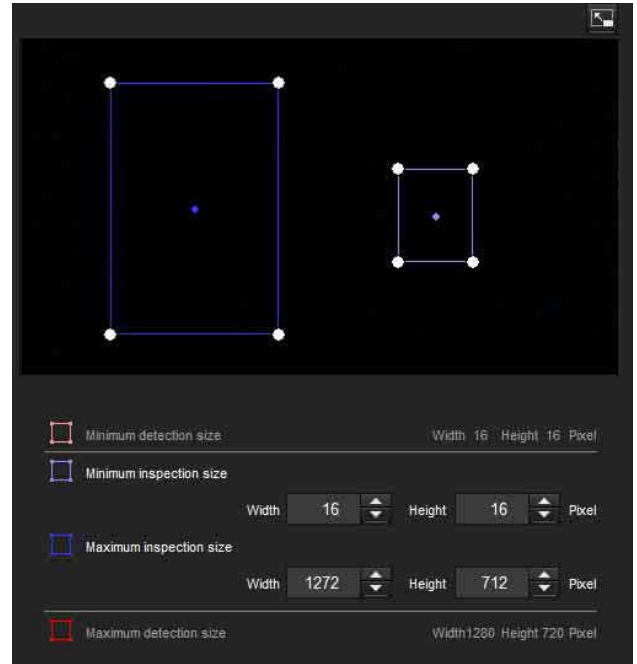 Minimum detection size Width 16 Height 16 Pixel
Minimum inspection size
Width 16 Height 16 Pixel
Maximum inspection size
Width 1272 Height 712 Pixel
Maximum detection size Width1280 Height 720 Pixel